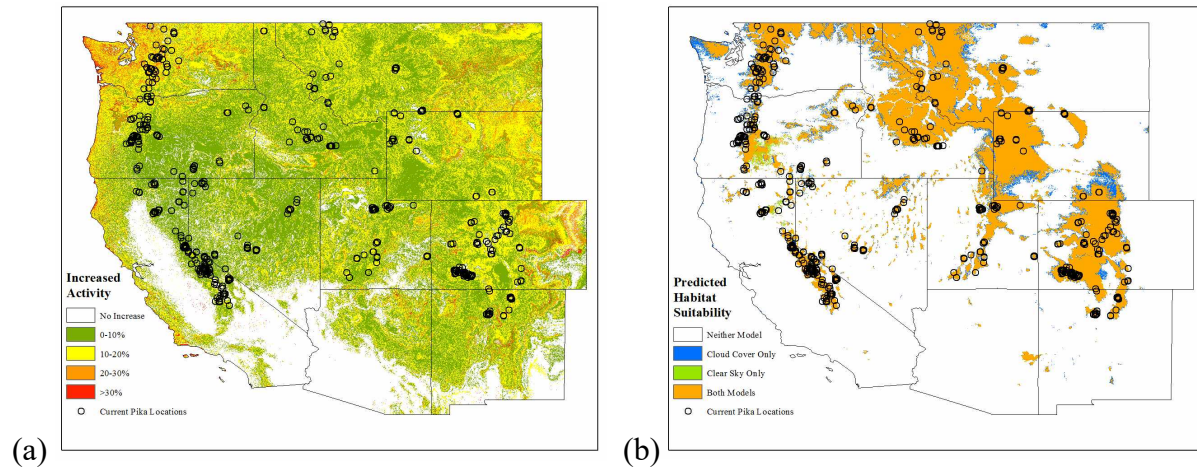 Increased
Activity
No Increase
0-10%
10-20%
20-30%
>30%
Current Pika Locations
(a)
Predicted
Habitat
Suitability
Neither Model
Cloud Cover Only
Clear Sky Only
Both Models
Current Pika Locations
(b)